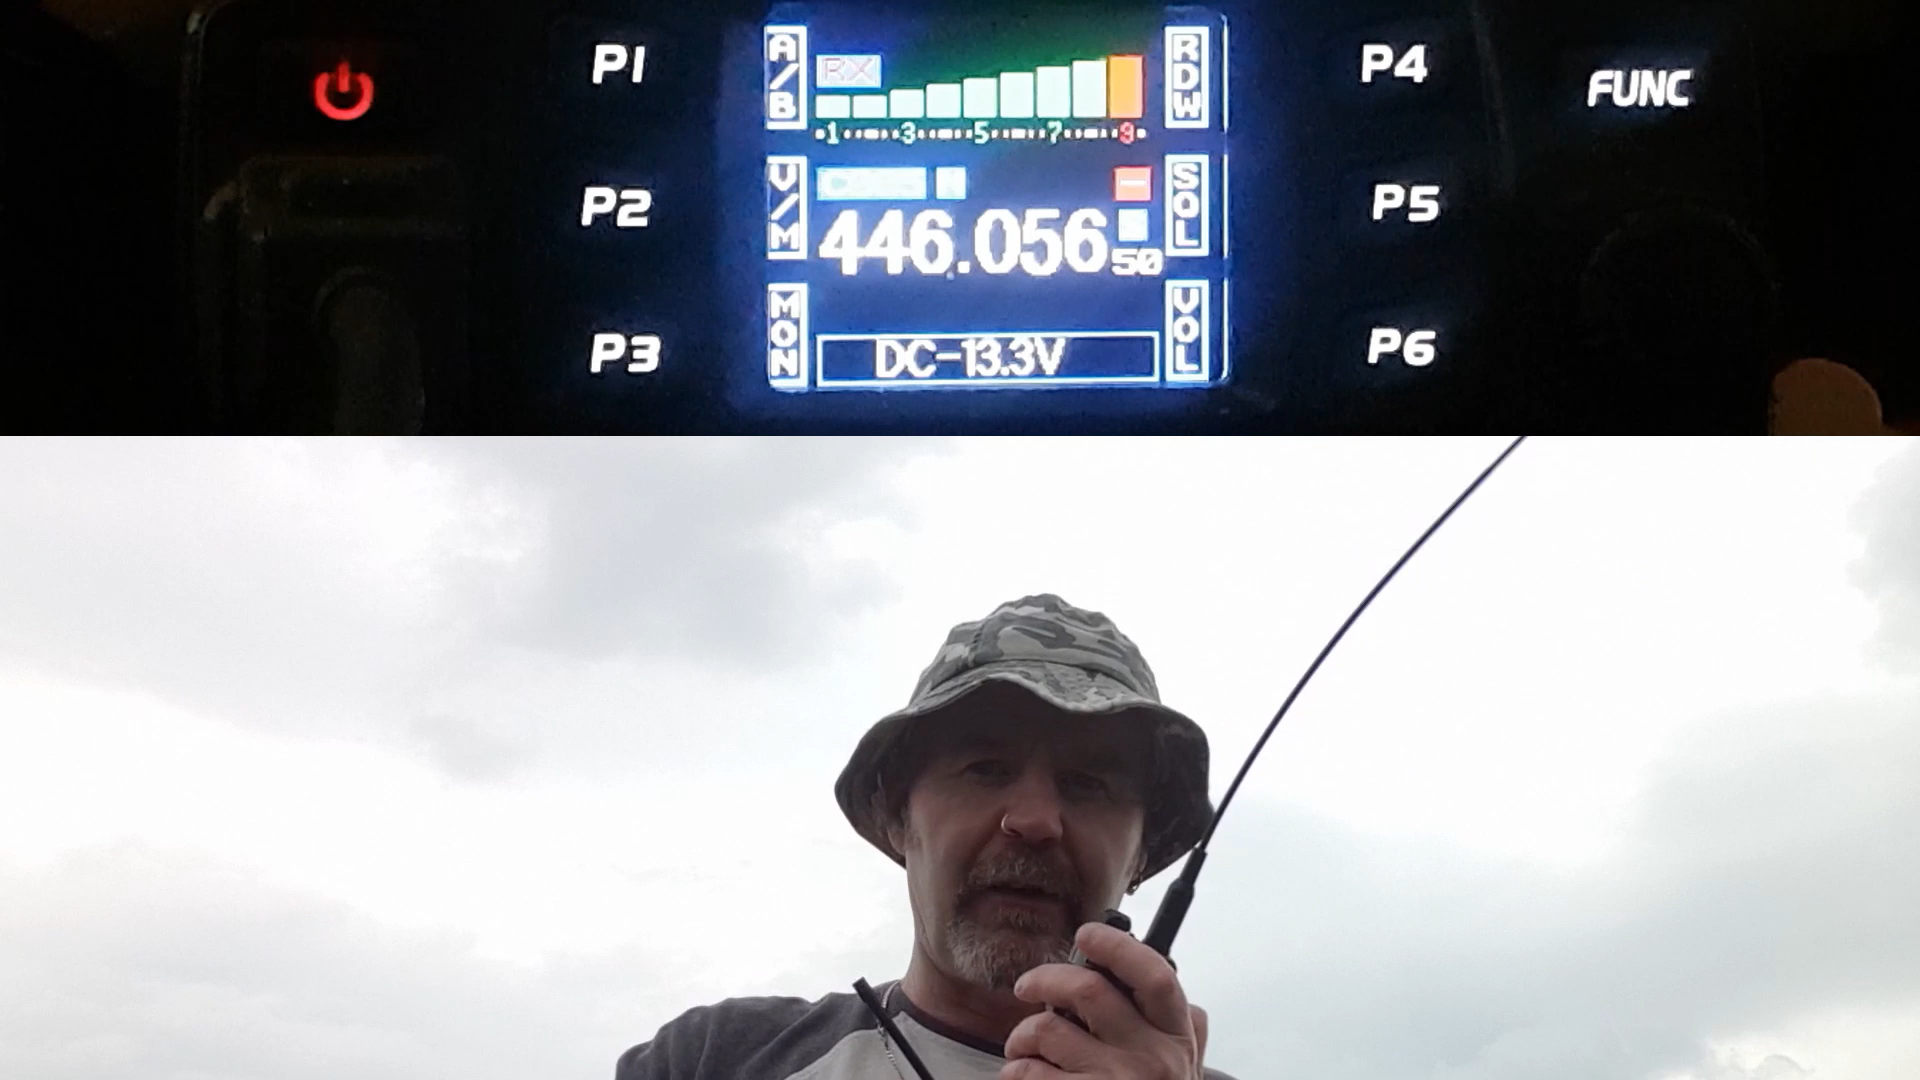 P1
A/B
RX
1 3 5 7 9
RDW
P4
FUNC
P2
V/M
446.056
50
SQL
P5
P3
MON
DC-13.3V
VOL
P6